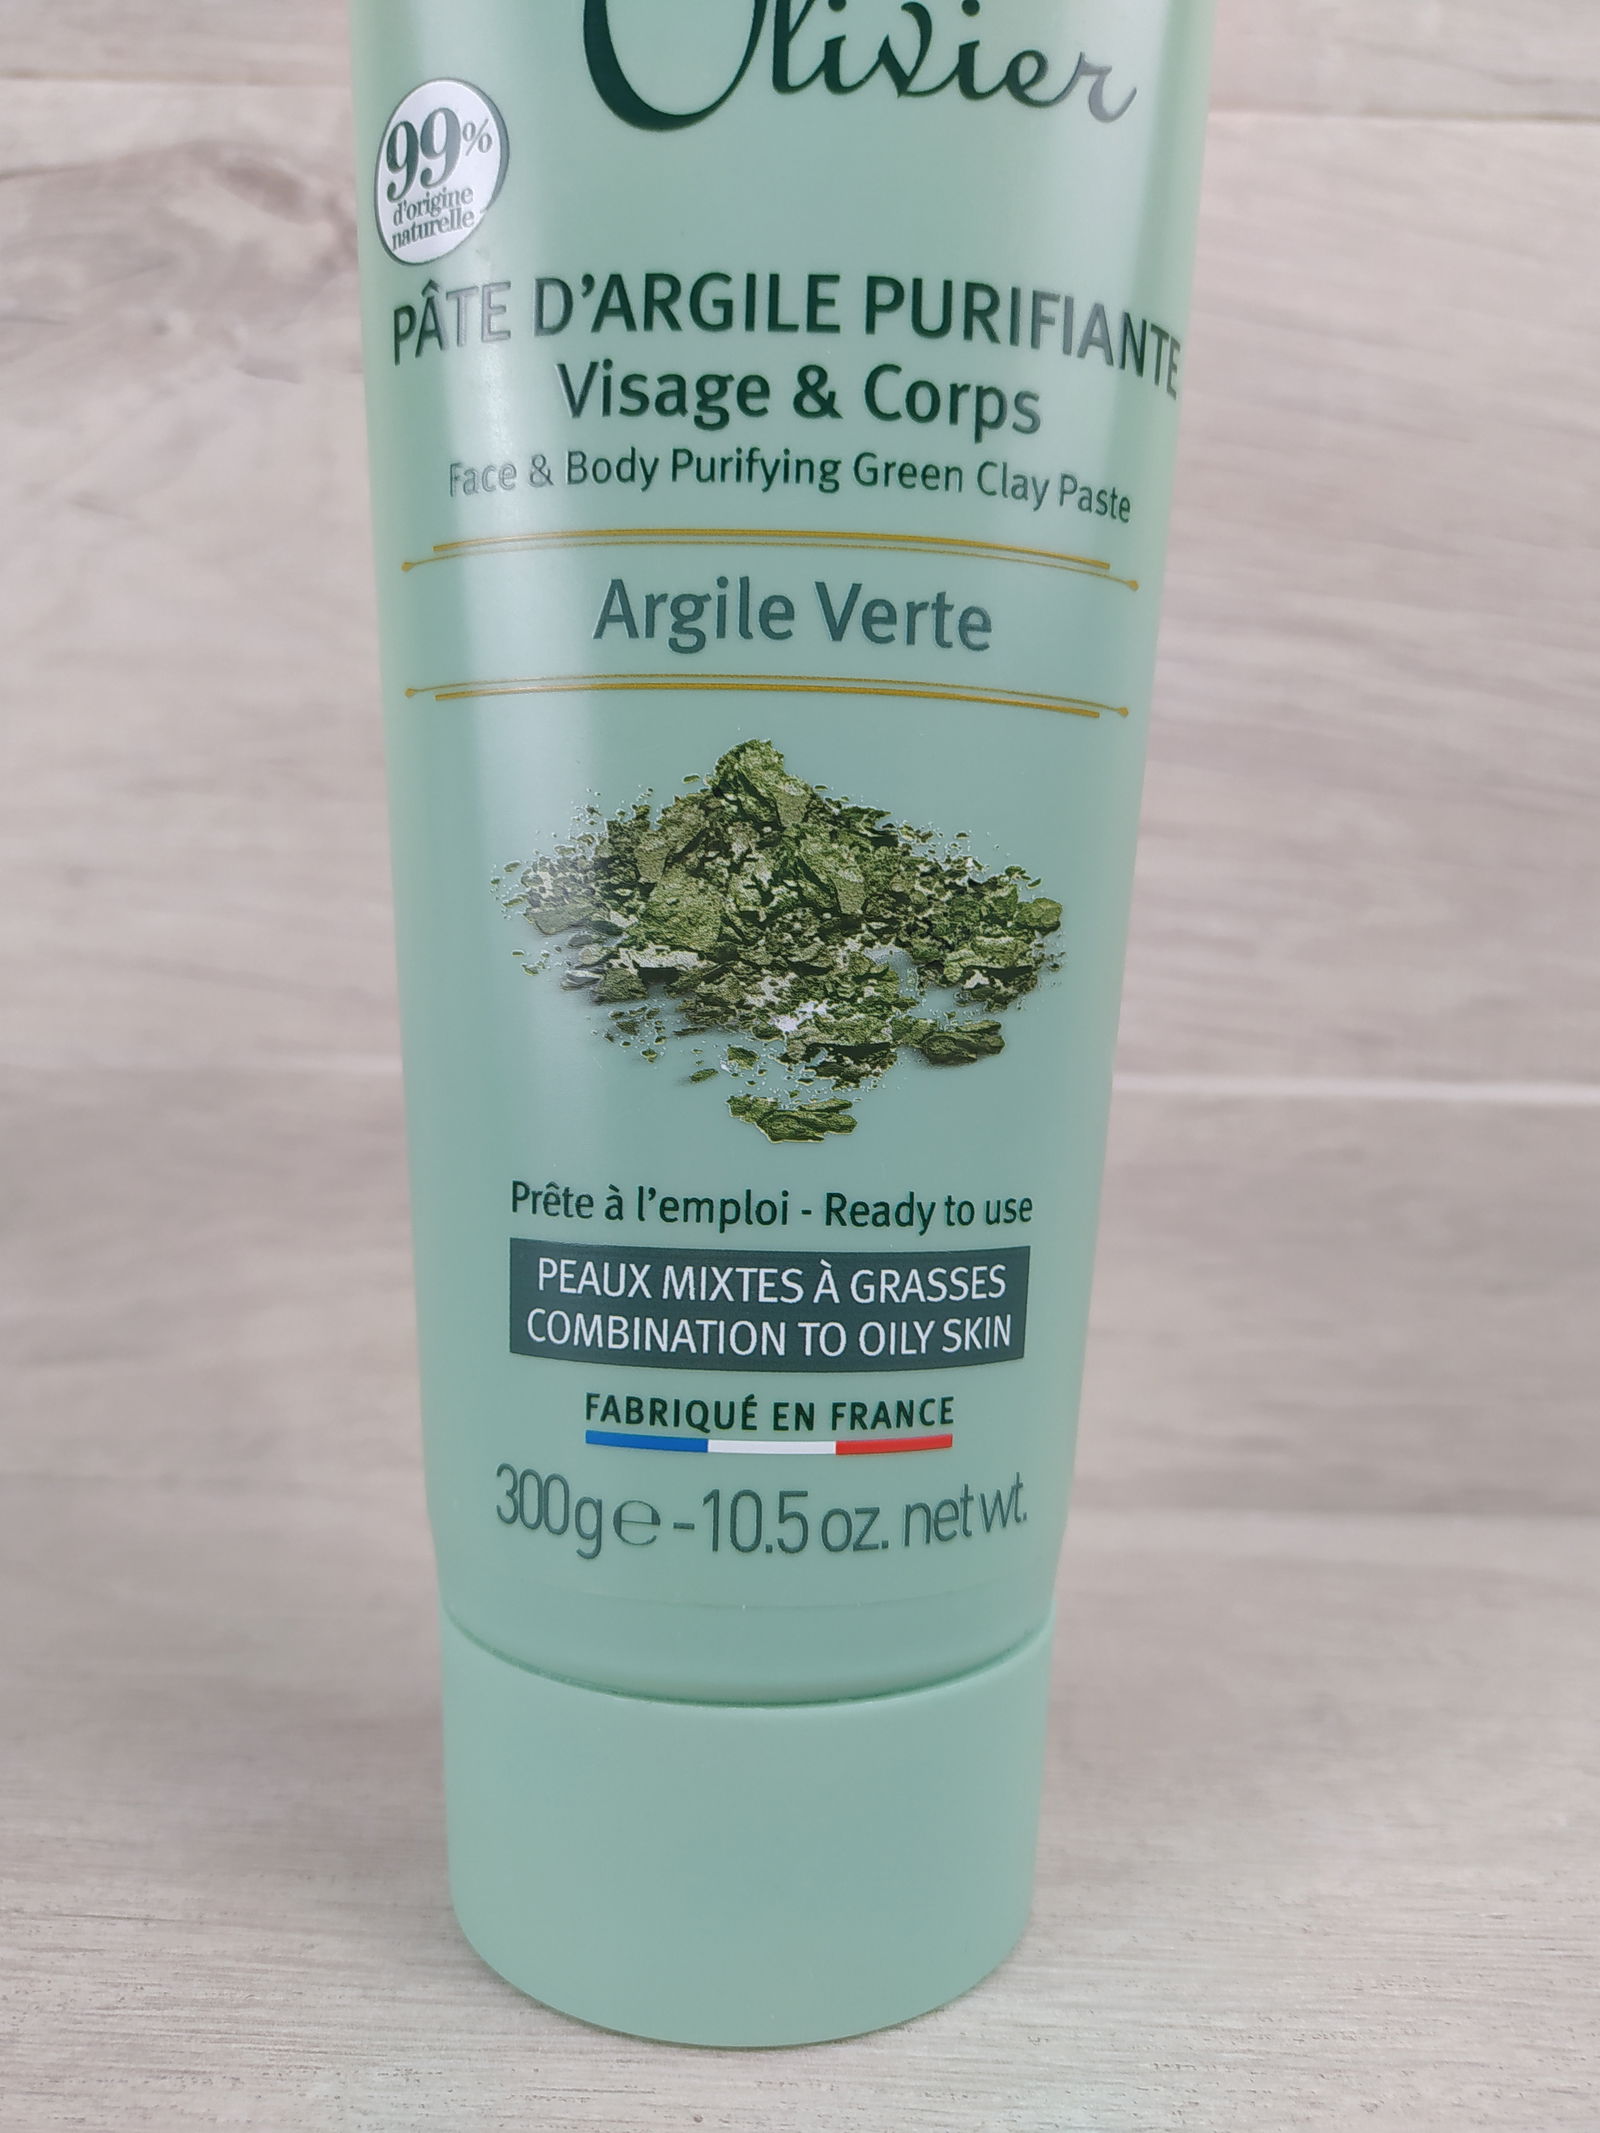 Olivier
99%
d'origine
naturelle
PÂTE D'ARGILE PURIFIANTE
Visage & Corps
Face & Body Purifying Green Clay Paste
Argile Verte
Prête à l'emploi - Ready to use
PEAUX MIXTES À GRASSES
COMBINATION TO OILY SKIN
FABRIQUÉ EN FRANCE
300g e - 10.5 oz. net wt.